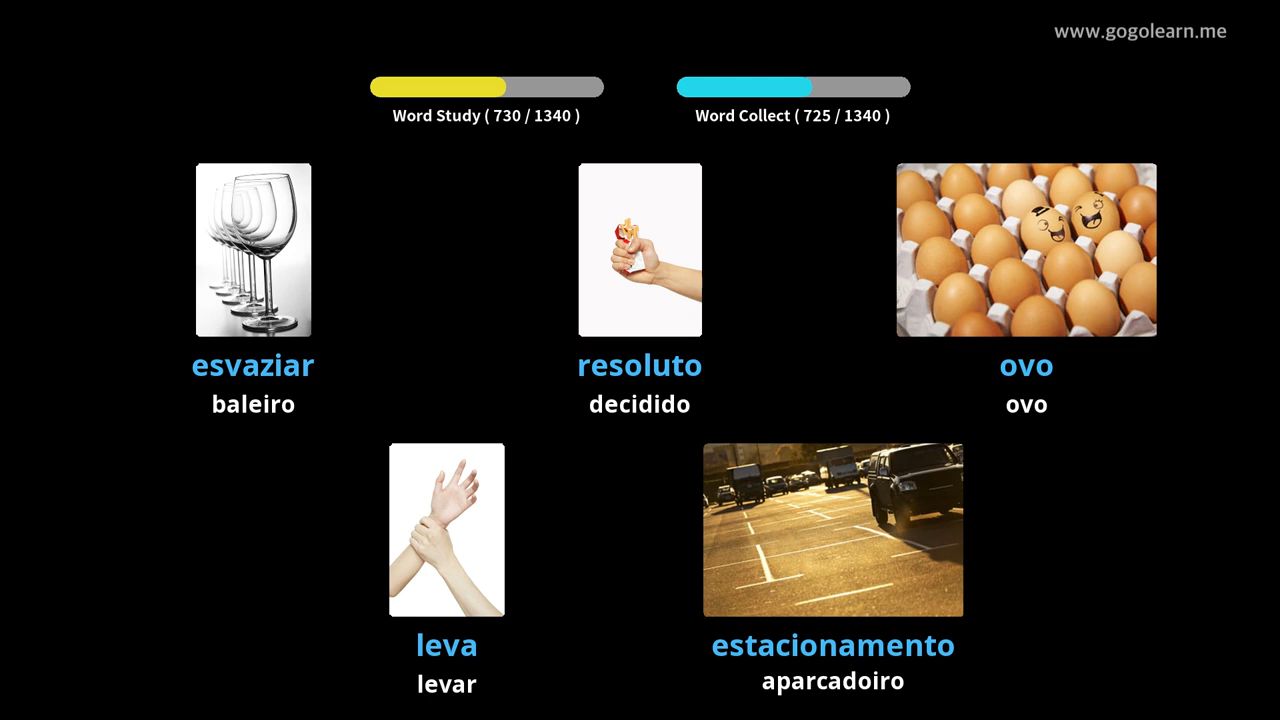 www.gogolearn.me
Word Study ( 730 / 1340 )
Word Collect ( 725 / 1340 )
esvaziar
baleiro
resoluto
decidido
ovo
ovo
leva
levar
estacionamento
aparcadoiro